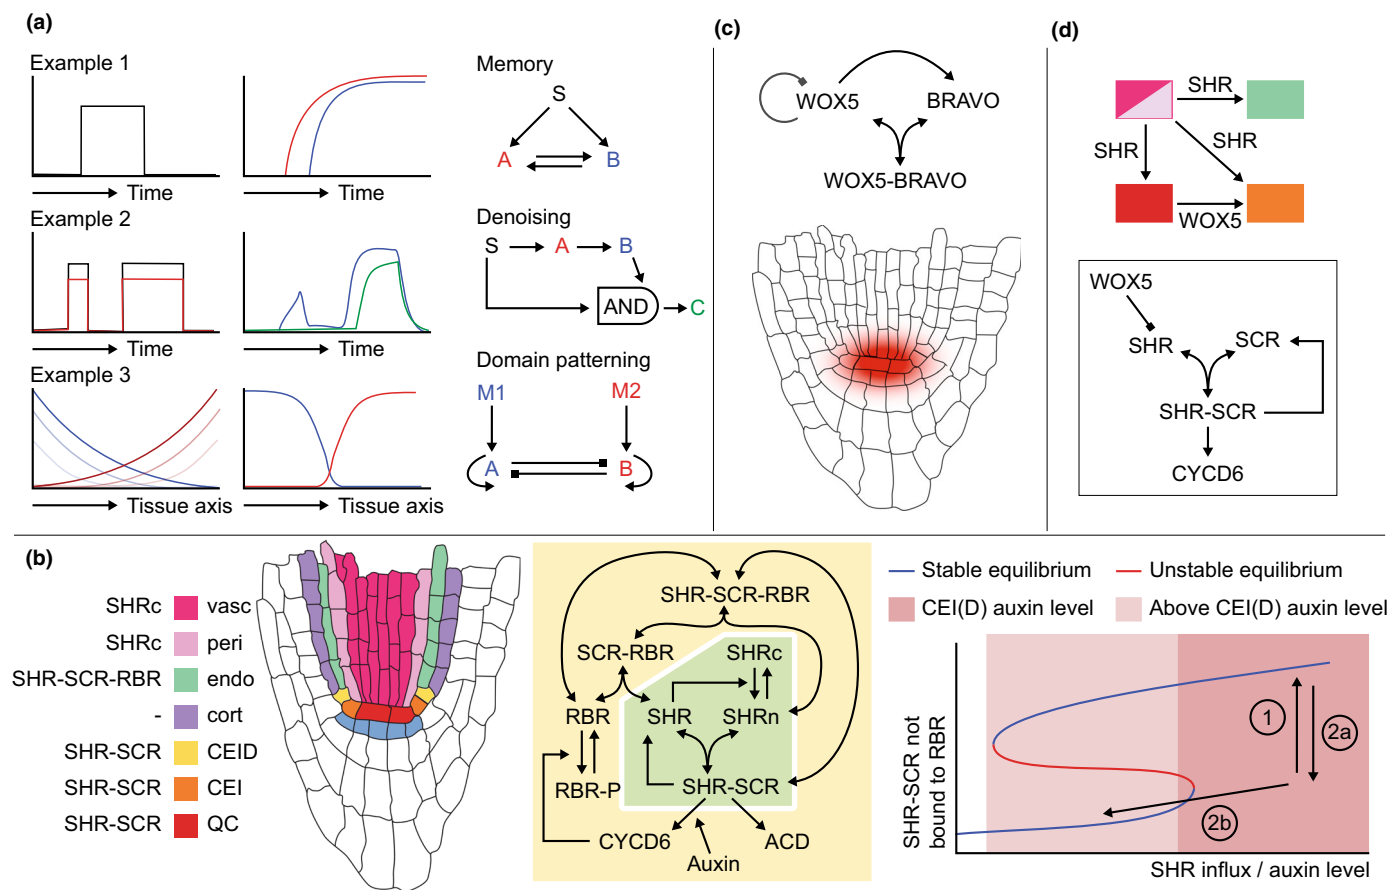 (a)
Example 1
Time
Time
Memory
S
A
B
Example 2
Time
Time
Denoising
S
A
B
AND
C
Example 3
Tissue axis
Tissue axis
Domain patterning
M1
M2
A
B
(c)
WOX5
BRAVO
WOX5-BRAVO
(d)
SHR
SHR
SHR
WOX5
WOX5
SHR
SCR
SHR-SCR
CYCD6
(b)
SHRc vasc
SHRc peri
SHR-SCR-RBR endo
- cort
SHR-SCR CEID
SHR-SCR CEI
SHR-SCR QC
SHR-SCR-RBR
SCR-RBR
SHRc
RBR
SHR
SHRn
RBR-P
SHR-SCR
CYCD6
ACD
Auxin
Stable equilibrium
Unstable equilibrium
CEI(D) auxin level
Above CEI(D) auxin level
SHR-SCR not
bound to RBR
1
2a
2b
SHR influx / auxin level